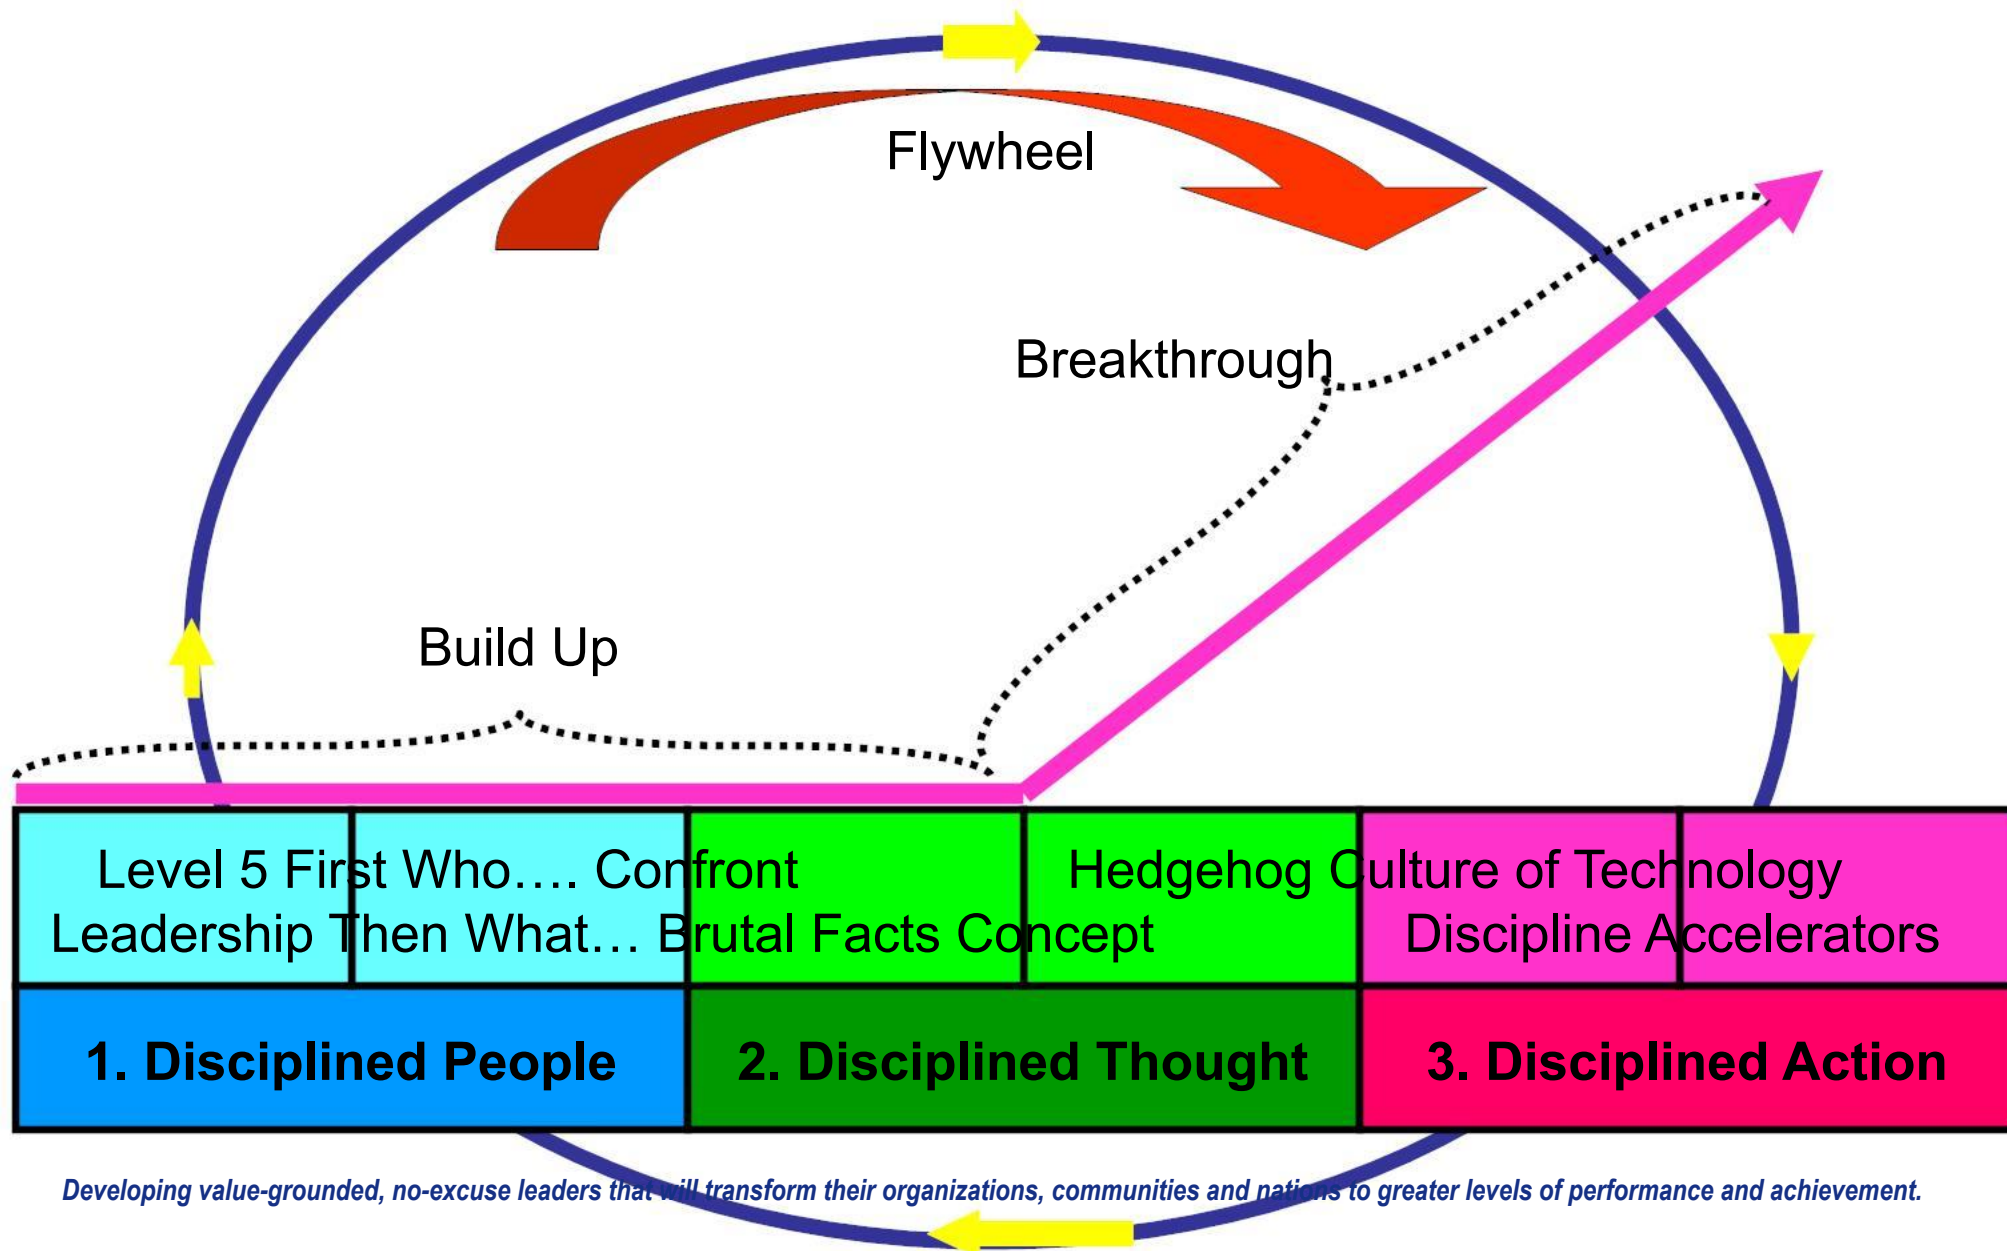 Flywheel
Breakthrough
Build Up
Level 5 First Who…. Confront Hedgehog Culture of Technology
Leadership Then What… Brutal Facts Concept Discipline Accelerators
1. Disciplined People 2. Disciplined Thought 3. Disciplined Action
Developing value-grounded, no-excuse leaders that will transform their organizations, communities and nations to greater levels of performance and achievement.